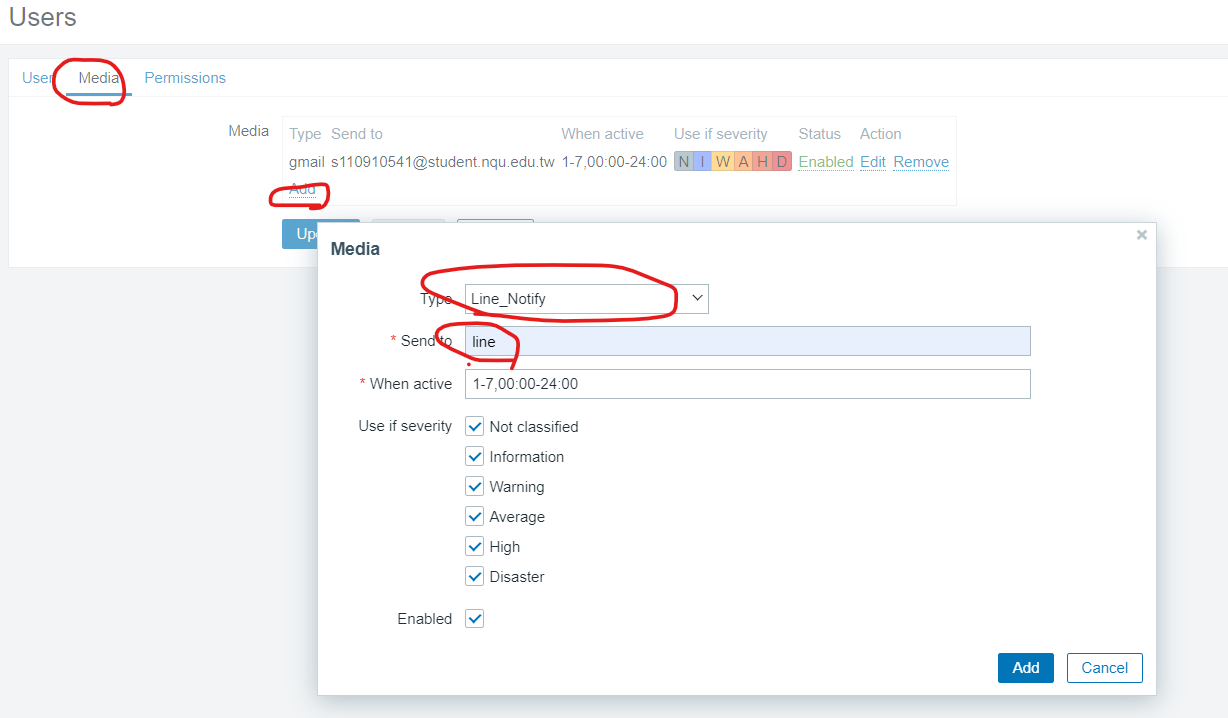 Users
User Media Permissions
Media Type Send to When active Use if severity Status Action
gmail s110910541@student.nqu.edu.tw 1-7,00:00-24:00 N I W A H D Enabled Edit Remove
Add
Media
Type Line_Notify
* Send to line
* When active 1-7,00:00-24:00
Use if severity Not classified
Information
Warning
Average
High
Disaster
Enabled
Add Cancel